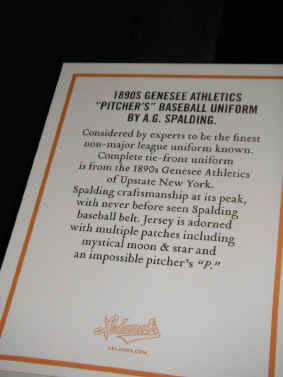 1890S GENESEE ATHLETICS
"PITCHER'S" BASEBALL UNIFORM
BY A.G. SPALDING.
Considered by experts to be the finest
non-major league uniform known.
Complete tie-front uniform
is from the 1890s Genesee Athletics
of Upstate New York.
Spalding craftsmanship at its peak,
with never before seen Spalding
baseball belt. Jersey is adorned
with multiple patches including
mystical moon & star and
an impossible pitcher's "P."